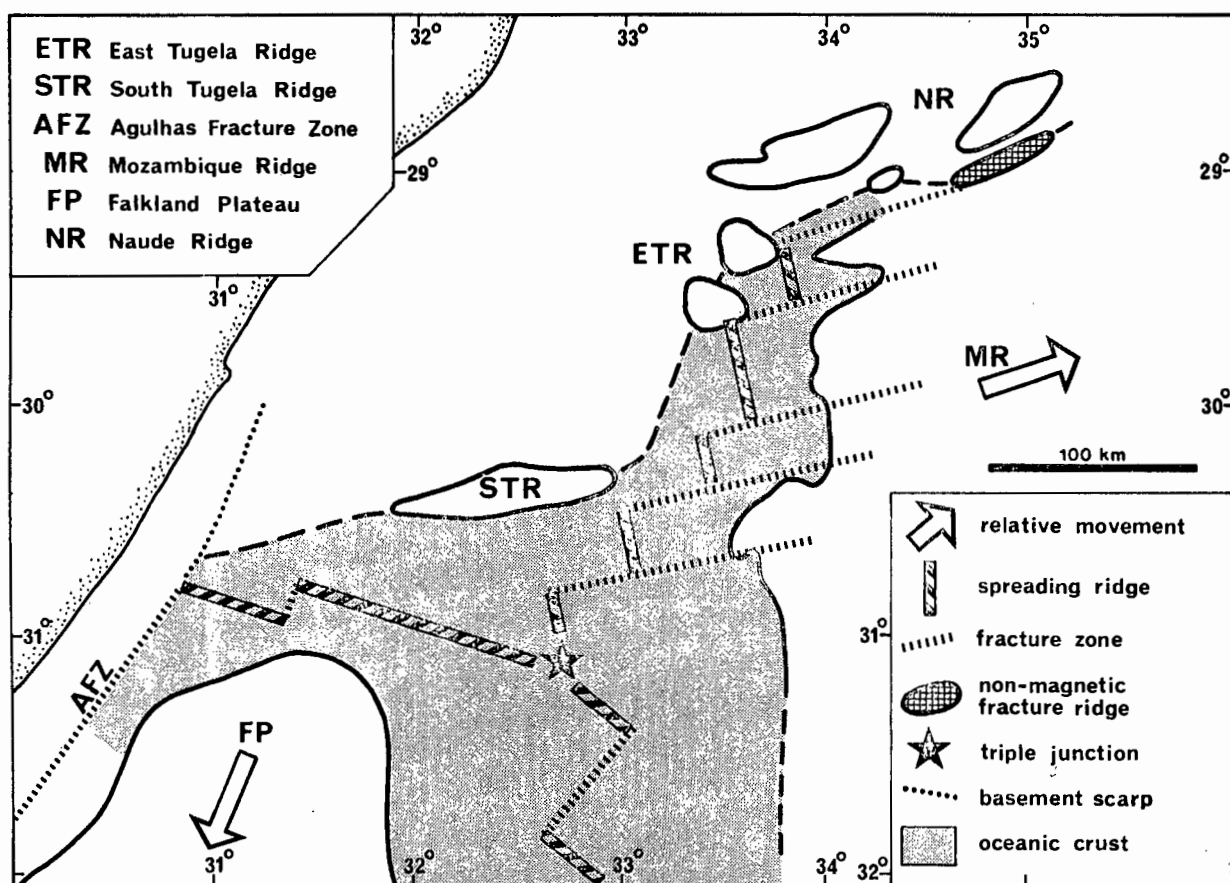 ETR East Tugela Ridge
STR South Tugela Ridge
AFZ Agulhas Fracture Zone
MR Mozambique Ridge
FP Falkland Plateau
NR Naude Ridge
32° 33° 34° 35°
29° 29°
31°
30° 30°
31° 31°
31° 32° 33° 34° 32°
NR
ETR
MR
STR
AFZ
FP
100 km
relative movement
spreading ridge
fracture zone
non-magnetic
fracture ridge
triple junction
basement scarp
oceanic crust